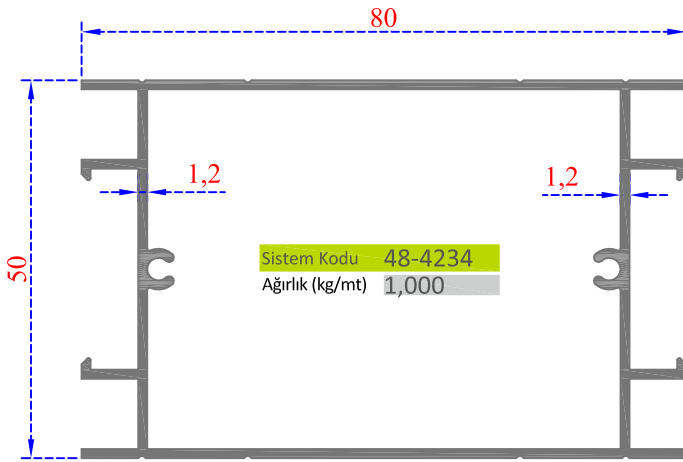 80
1,2
1,2
50
Sistem Kodu 48-4234
Ağırlık (kg/mt) 1,000